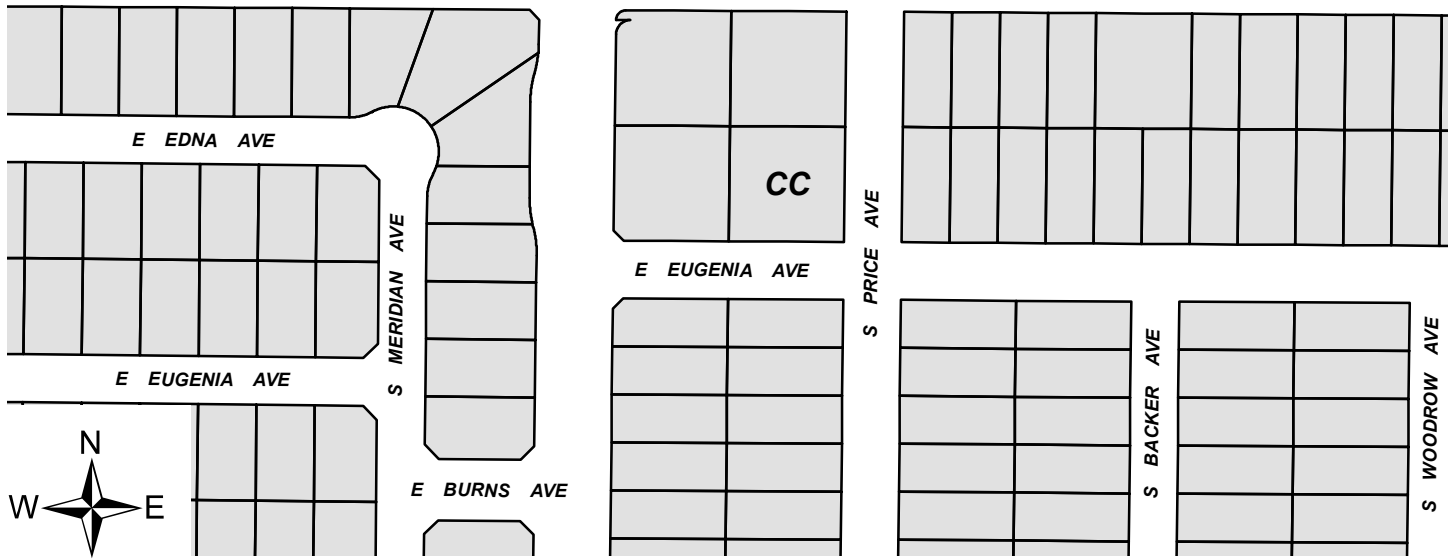 E EDNA AVE
CC
S MERIDIAN AVE
S PRICE AVE
E EUGENIA AVE
E EUGENIA AVE
S BACKER AVE
S WOODROW AVE
N
W E
E BURNS AVE